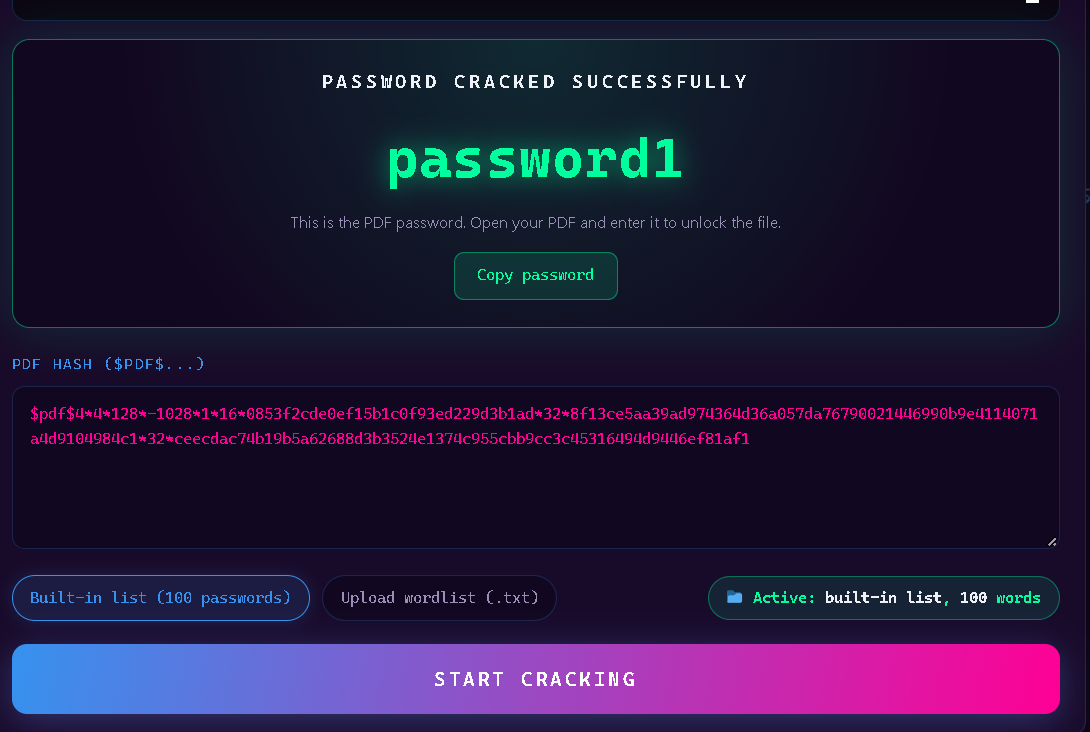 PASSWORD CRACKED SUCCESSFULLY
password1
This is the PDF password. Open your PDF and enter it to unlock the file.
Copy password
PDF HASH ($PDF$...)
$pdf$4*4*128*-1028*1*16*0853f2cde0ef15b1c0f93ed229d3b1ad*32*8f13ce5aa39ad974364d36a057da76790021446990b9e4114071
a4d9104984c1*32*ceecdac74b19b5a62688d3b3524e1374c955cbb9cc3c45316494d9446ef81af1
Built-in list (100 passwords)
Upload wordlist (.txt)
Active: built-in list, 100 words
START CRACKING